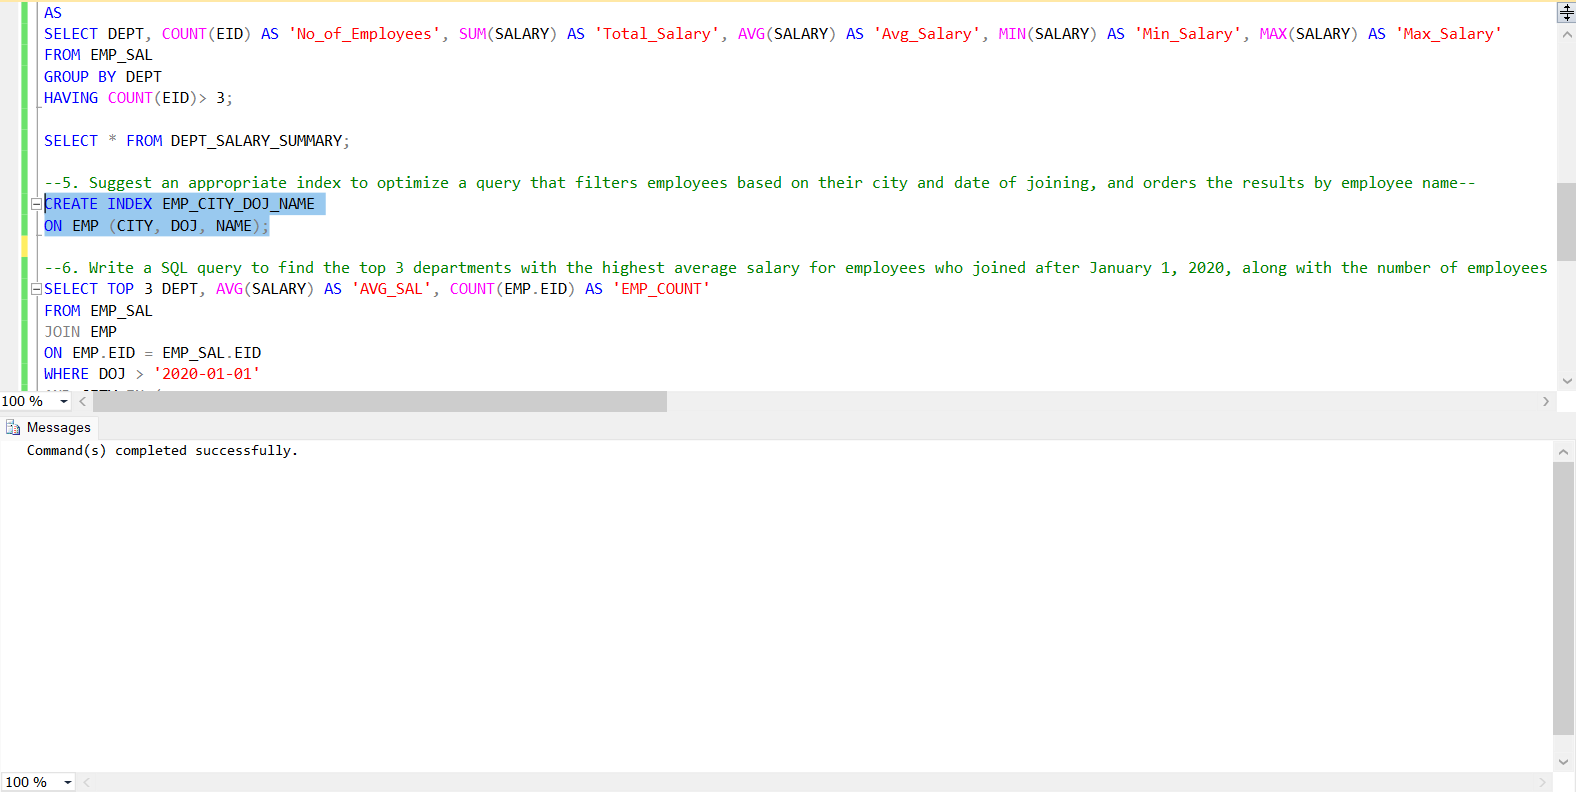 AS
SELECT DEPT, COUNT(EID) AS 'No_of_Employees', SUM(SALARY) AS 'Total_Salary', AVG(SALARY) AS 'Avg_Salary', MIN(SALARY) AS 'Min_Salary', MAX(SALARY) AS 'Max_Salary'
FROM EMP_SAL
GROUP BY DEPT
HAVING COUNT(EID)> 3;
SELECT * FROM DEPT_SALARY_SUMMARY;
--5. Suggest an appropriate index to optimize a query that filters employees based on their city and date of joining, and orders the results by employee name--
CREATE INDEX EMP_CITY_DOJ_NAME
ON EMP (CITY, DOJ, NAME);
--6. Write a SQL query to find the top 3 departments with the highest average salary for employees who joined after January 1, 2020, along with the number of employees
SELECT TOP 3 DEPT, AVG(SALARY) AS 'AVG_SAL', COUNT(EMP.EID) AS 'EMP_COUNT'
FROM EMP_SAL
JOIN EMP
ON EMP.EID = EMP_SAL.EID
WHERE DOJ > '2020-01-01'
100 %
Messages
Command(s) completed successfully.
100 %